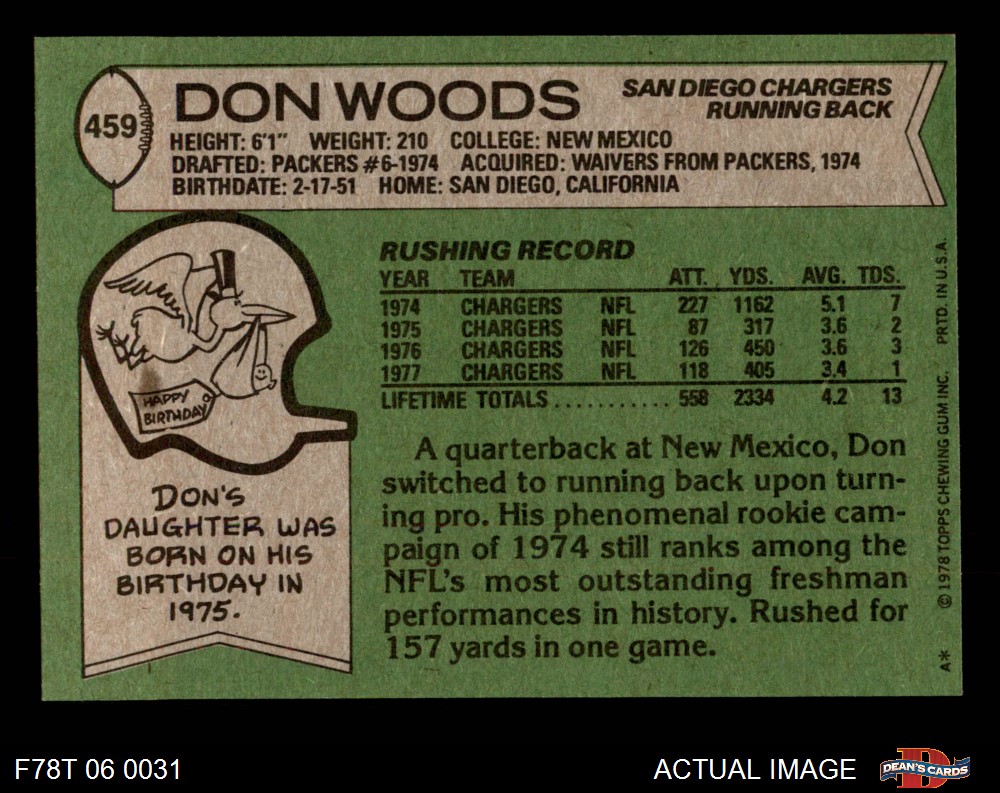 459
DON WOODS
SAN DIEGO CHARGERS
RUNNING BACK
HEIGHT: 6'1" WEIGHT: 210 COLLEGE: NEW MEXICO
DRAFTED: PACKERS #6-1974 ACQUIRED: WAIVERS FROM PACKERS, 1974
BIRTHDATE: 2-17-51 HOME: SAN DIEGO, CALIFORNIA
HAPPY
BIRTHDAY
DON'S
DAUGHTER WAS
BORN ON HIS
BIRTHDAY IN
1975.
RUSHING RECORD
YEAR TEAM ATT. YDS. AVG. TDS.
1974 CHARGERS NFL 227 1162 5.1 7
1975 CHARGERS NFL 87 317 3.6 2
1976 CHARGERS NFL 126 450 3.6 3
1977 CHARGERS NFL 118 405 3.4 1
LIFETIME TOTALS........... 558 2334 4.2 13
A quarterback at New Mexico, Don
switched to running back upon turn-
ing pro. His phenomenal rookie cam-
paign of 1974 still ranks among the
NFL's most outstanding freshman
performances in history. Rushed for
157 yards in one game.
A* © 1978 TOPPS CHEWING GUM INC. PRTD. IN U.S.A.
F78T 06 0031
ACTUAL IMAGE
DEAN'S CARDS